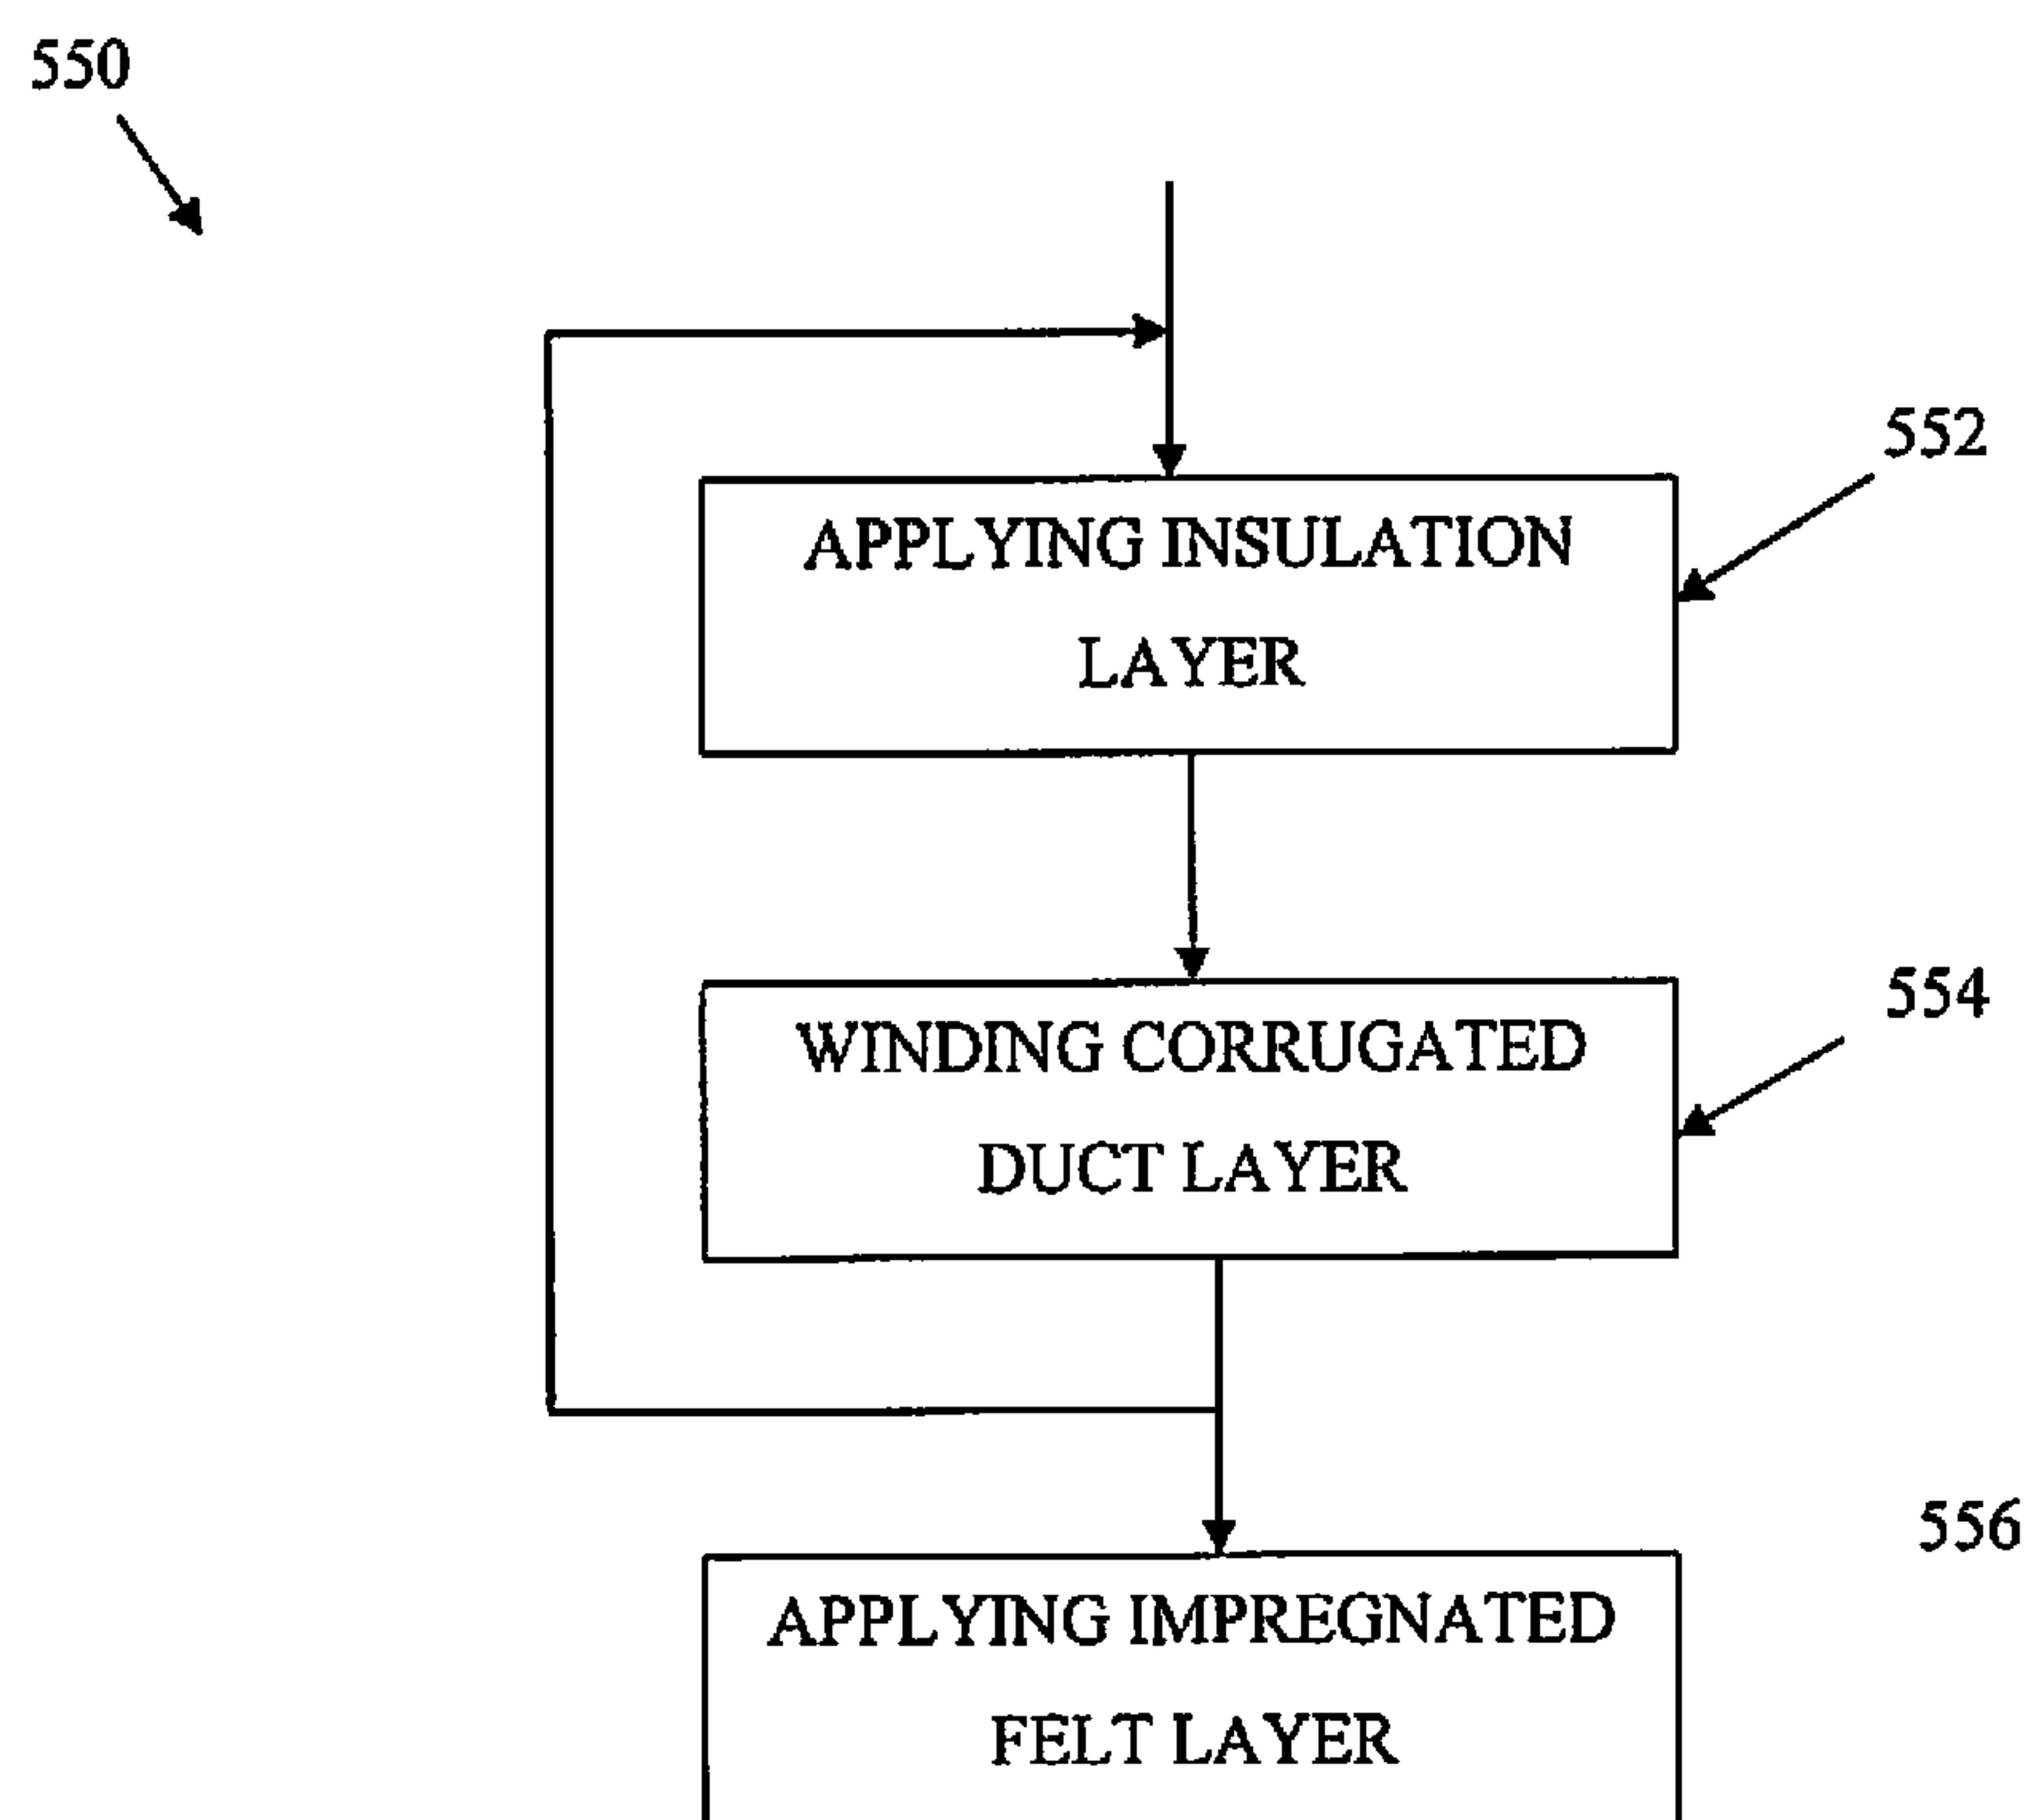 550
552
APPLYING INSULATION
LAYER
554
WINDING CORRUGATED
DUCT LAYER
556
APPLYING IMPREGNATED
FELT LAYER